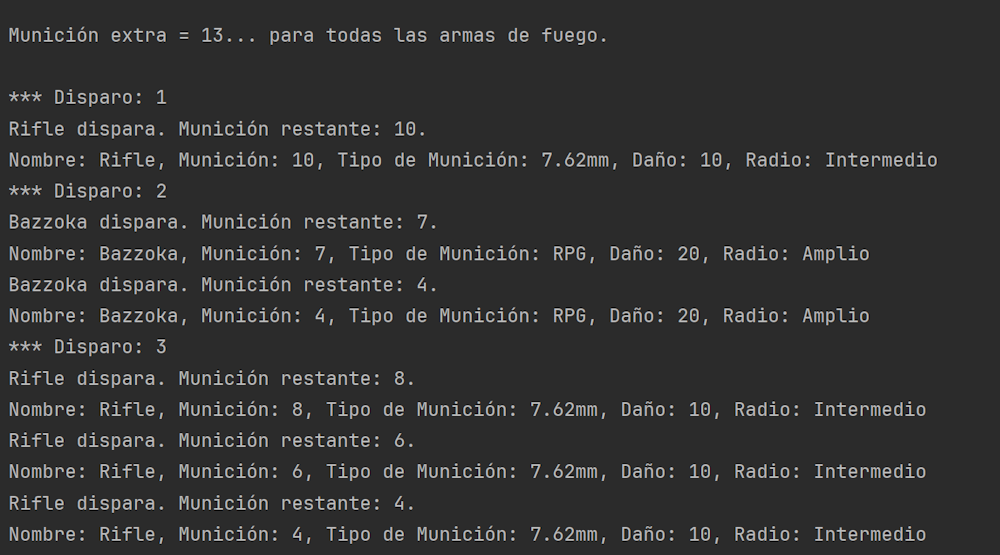 Munición extra = 13... para todas las armas de fuego.
*** Disparo: 1
Rifle dispara. Munición restante: 10.
Nombre: Rifle, Munición: 10, Tipo de Munición: 7.62mm, Daño: 10, Radio: Intermedio
*** Disparo: 2
Bazzoka dispara. Munición restante: 7.
Nombre: Bazzoka, Munición: 7, Tipo de Munición: RPG, Daño: 20, Radio: Amplio
Bazzoka dispara. Munición restante: 4.
Nombre: Bazzoka, Munición: 4, Tipo de Munición: RPG, Daño: 20, Radio: Amplio
*** Disparo: 3
Rifle dispara. Munición restante: 8.
Nombre: Rifle, Munición: 8, Tipo de Munición: 7.62mm, Daño: 10, Radio: Intermedio
Rifle dispara. Munición restante: 6.
Nombre: Rifle, Munición: 6, Tipo de Munición: 7.62mm, Daño: 10, Radio: Intermedio
Rifle dispara. Munición restante: 4.
Nombre: Rifle, Munición: 4, Tipo de Munición: 7.62mm, Daño: 10, Radio: Intermedio